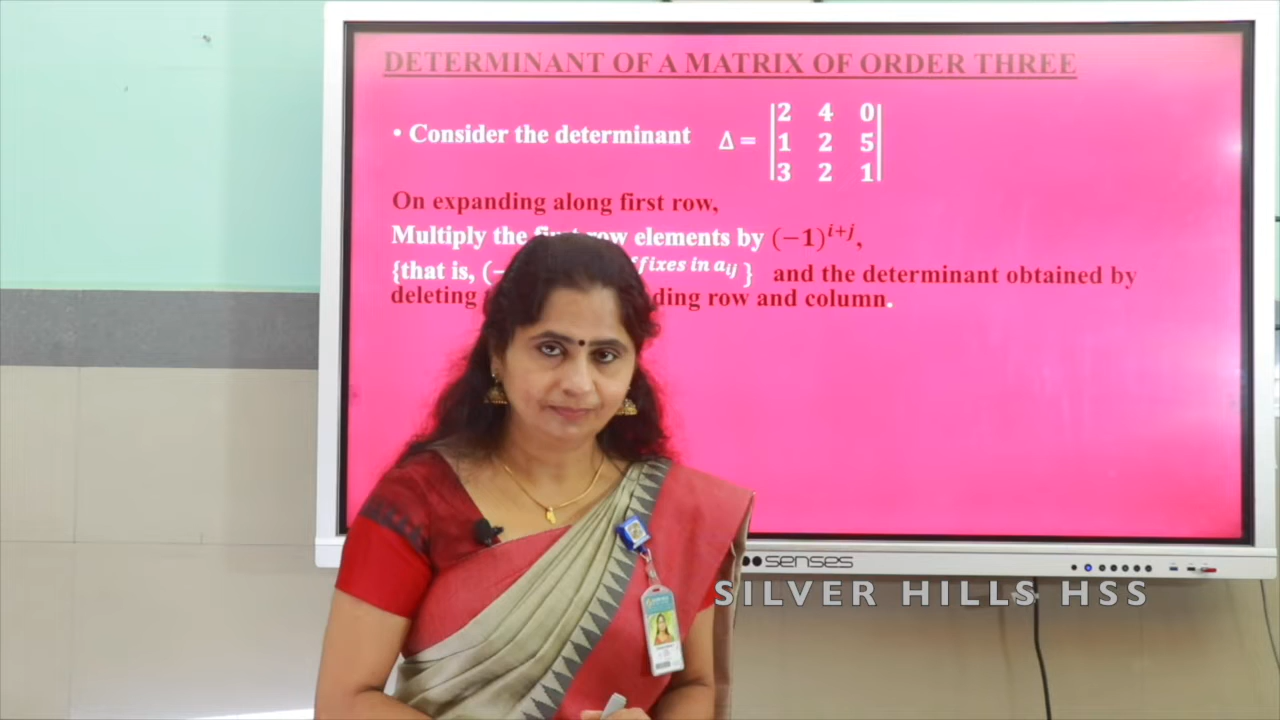 DETERMINANT OF A MATRIX OF ORDER THREE
• Consider the determinant Δ = |2 4 0|
|1 2 5|
|3 2 1|
On expanding along first row,
Multiply the row elements by (−1)^{i+j},
{that is, (− in a_{ij} } and the determinant obtained by
deleting row and column.
senses
SILVER HILLS HSS